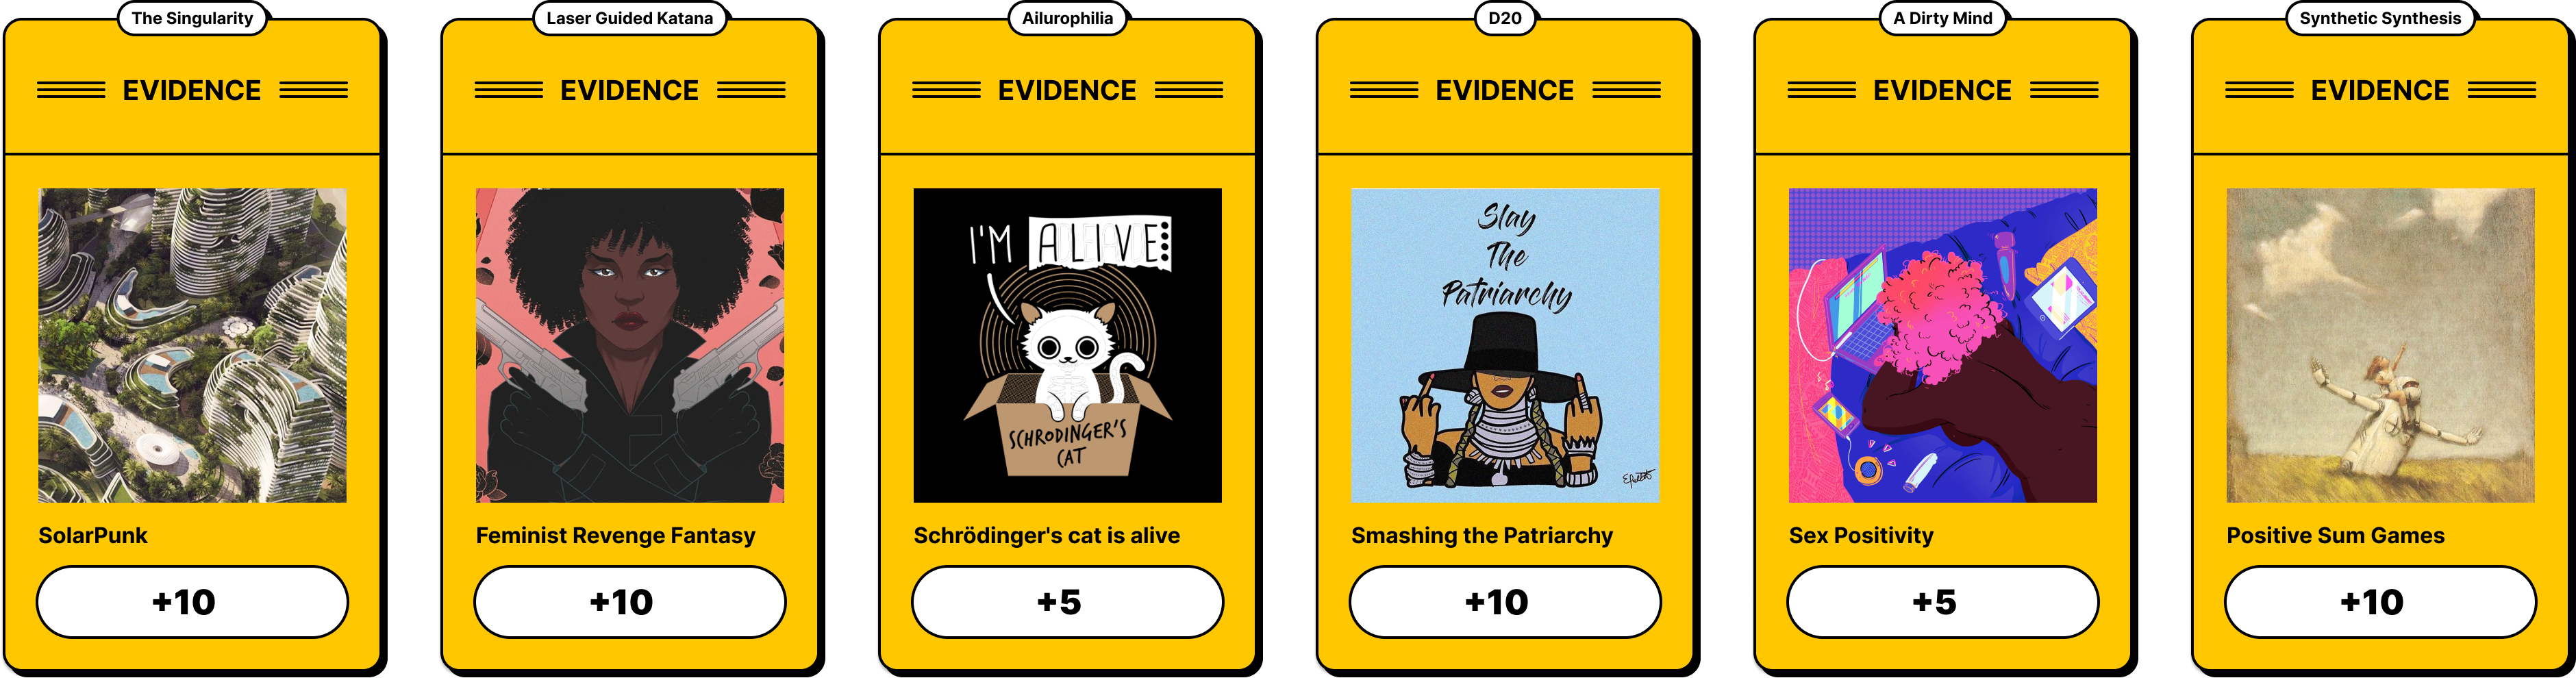 The Singularity
EVIDENCE
SolarPunk
+10
Laser Guided Katana
EVIDENCE
Feminist Revenge Fantasy
+10
Ailurophilia
EVIDENCE
I'M ALIVE
SCHRODINGER'S
CAT
Schrödinger's cat is alive
+5
D20
EVIDENCE
Slay
The
Patriarchy
Smashing the Patriarchy
+10
A Dirty Mind
EVIDENCE
Sex Positivity
+5
Synthetic Synthesis
EVIDENCE
Positive Sum Games
+10